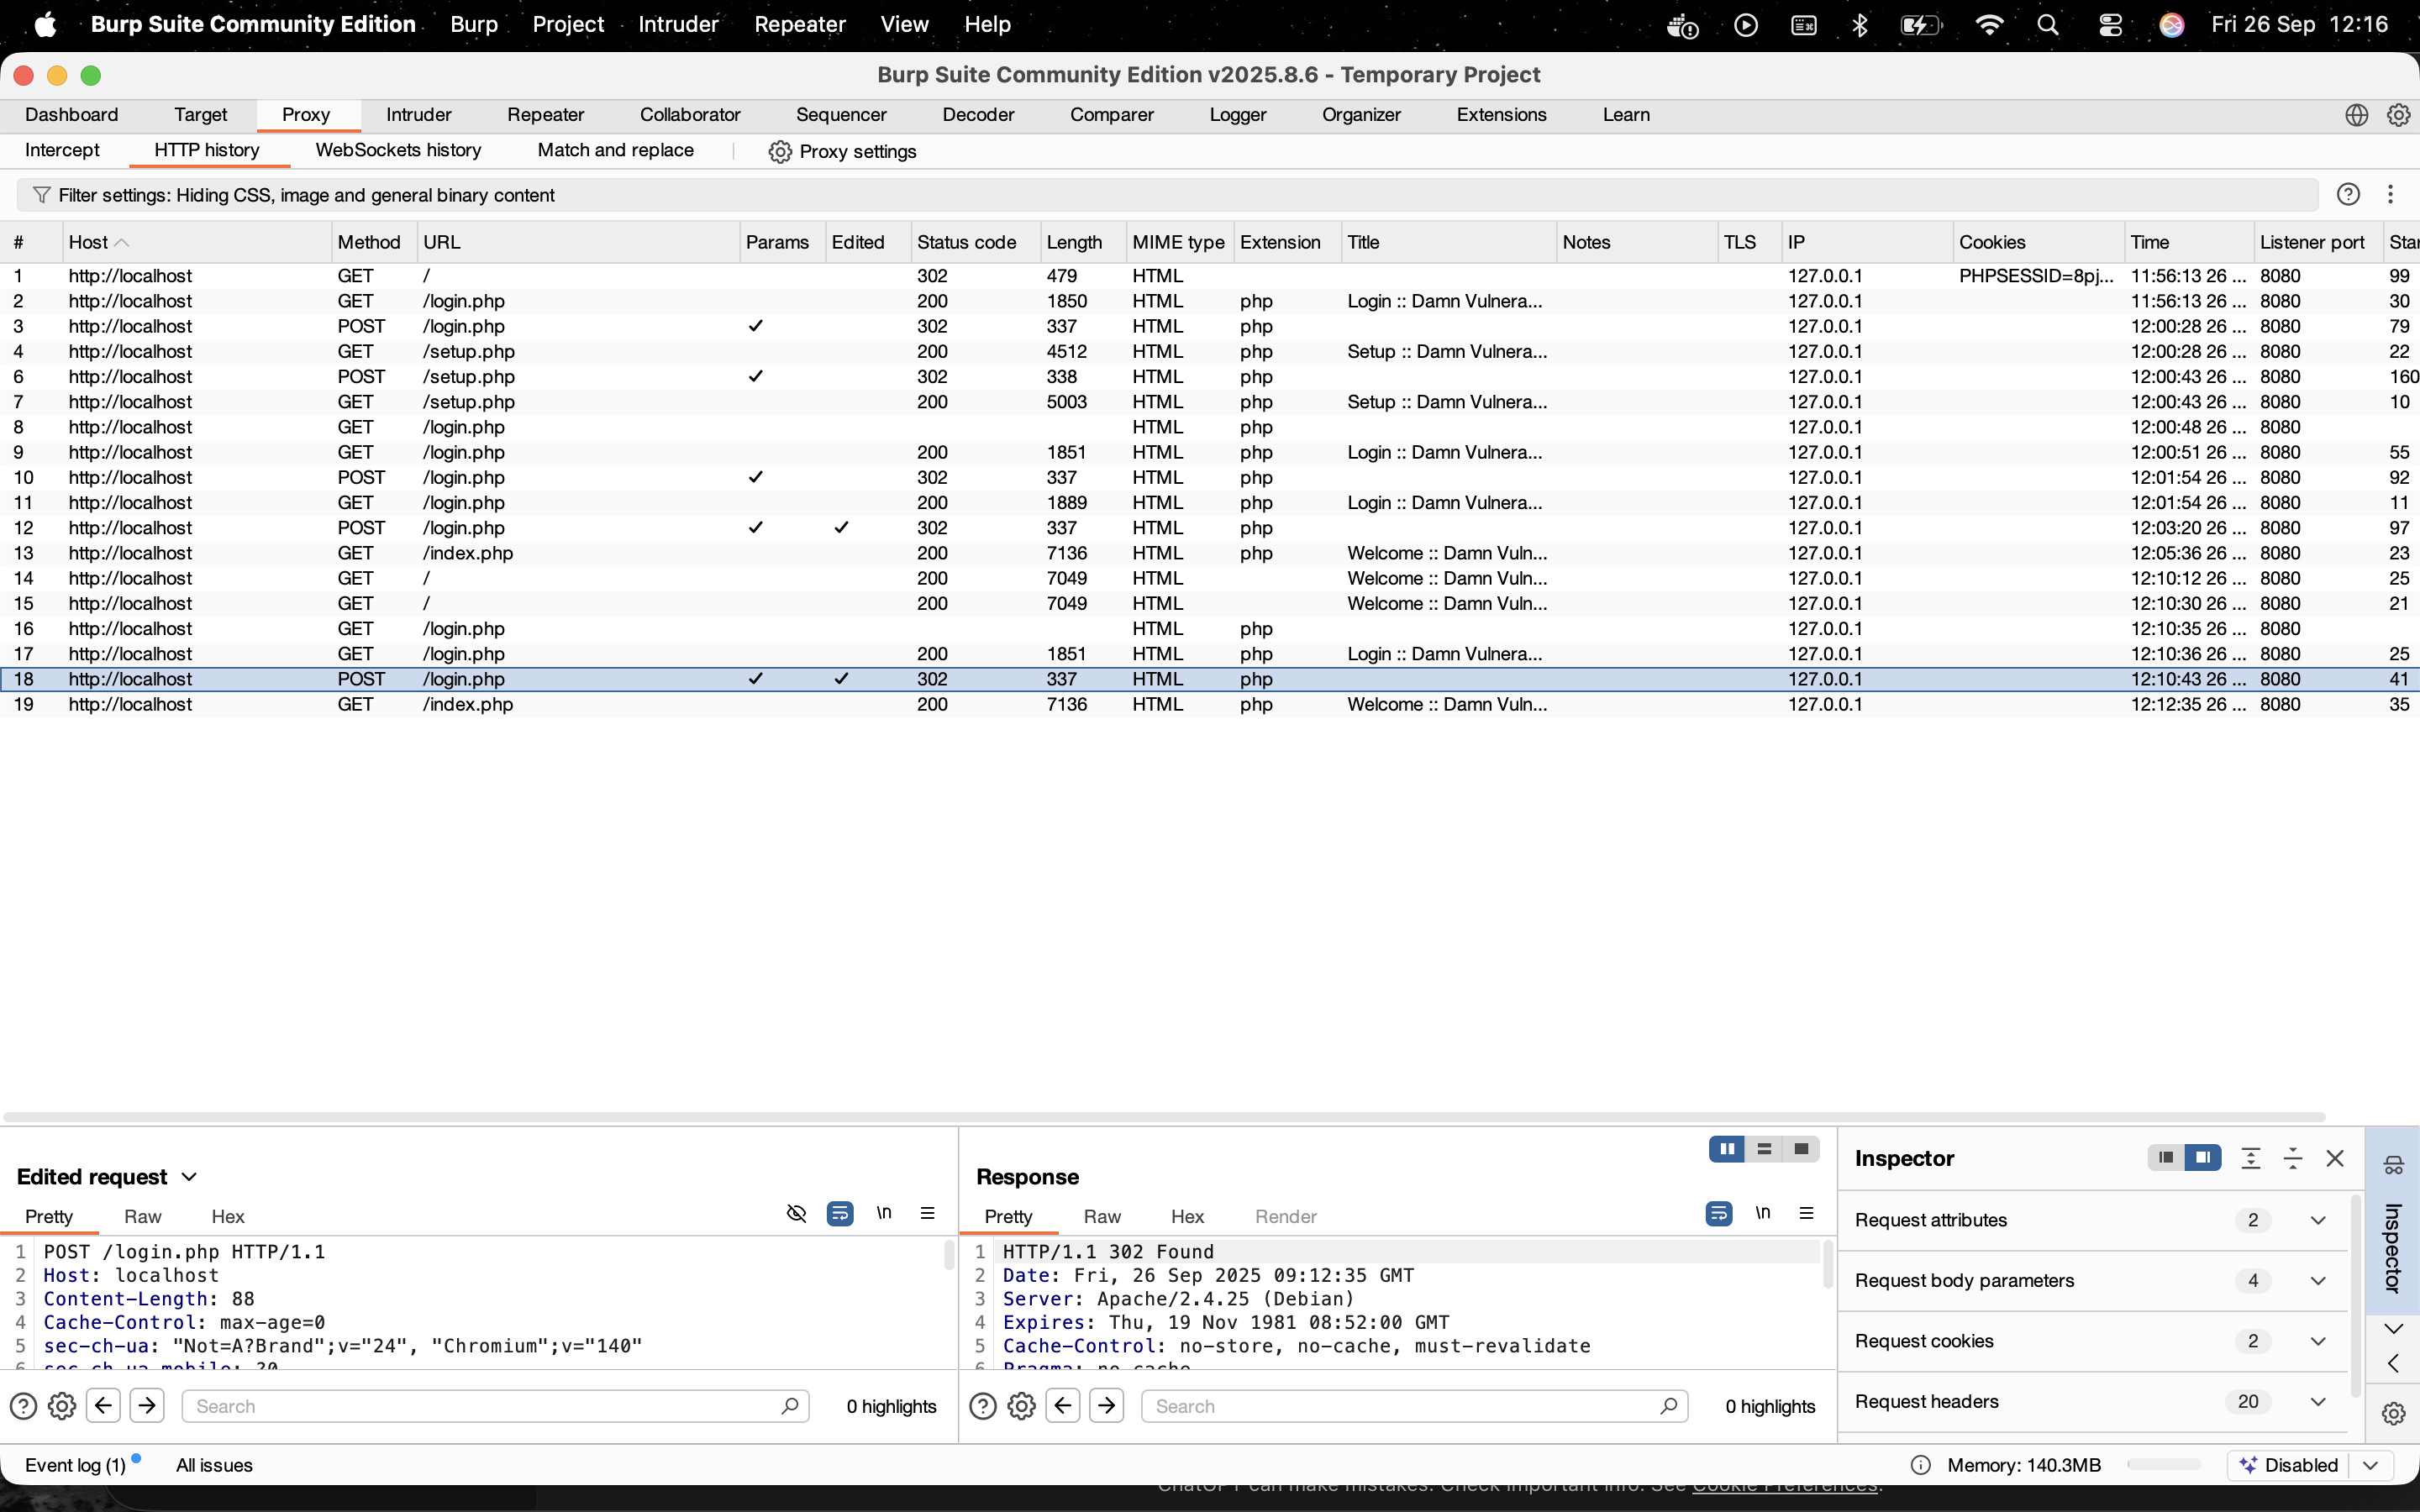 Burp Suite Community Edition Burp Project Intruder Repeater View Help Fri 26 Sep 12:16
Burp Suite Community Edition v2025.8.6 - Temporary Project
Dashboard Target Proxy Intruder Repeater Collaborator Sequencer Decoder Comparer Logger Organizer Extensions Learn
Intercept HTTP history WebSockets history Match and replace Proxy settings
Filter settings: Hiding CSS, image and general binary content
# Host Method URL Params Edited Status code Length MIME type Extension Title Notes TLS IP Cookies Time Listener port Star
1 http://localhost GET / 302 479 HTML 127.0.0.1 PHPSESSID=8pj... 11:56:13 26 ... 8080 99
2 http://localhost GET /login.php 200 1850 HTML php Login :: Damn Vulnera... 127.0.0.1 11:56:13 26 ... 8080 30
3 http://localhost POST /login.php ✓ 302 337 HTML php 127.0.0.1 12:00:28 26 ... 8080 79
4 http://localhost GET /setup.php 200 4512 HTML php Setup :: Damn Vulnera... 127.0.0.1 12:00:28 26 ... 8080 22
6 http://localhost POST /setup.php ✓ 302 338 HTML php 127.0.0.1 12:00:43 26 ... 8080 160
7 http://localhost GET /setup.php 200 5003 HTML php Setup :: Damn Vulnera... 127.0.0.1 12:00:43 26 ... 8080 10
8 http://localhost GET /login.php HTML php 127.0.0.1 12:00:48 26 ... 8080
9 http://localhost GET /login.php 200 1851 HTML php Login :: Damn Vulnera... 127.0.0.1 12:00:51 26 ... 8080 55
10 http://localhost POST /login.php ✓ 302 337 HTML php 127.0.0.1 12:01:54 26 ... 8080 92
11 http://localhost GET /login.php 200 1889 HTML php Login :: Damn Vulnera... 127.0.0.1 12:01:54 26 ... 8080 11
12 http://localhost POST /login.php ✓ ✓ 302 337 HTML php 127.0.0.1 12:03:20 26 ... 8080 97
13 http://localhost GET /index.php 200 7136 HTML php Welcome :: Damn Vuln... 127.0.0.1 12:05:36 26 ... 8080 23
14 http://localhost GET / 200 7049 HTML Welcome :: Damn Vuln... 127.0.0.1 12:10:12 26 ... 8080 25
15 http://localhost GET / 200 7049 HTML Welcome :: Damn Vuln... 127.0.0.1 12:10:30 26 ... 8080 21
16 http://localhost GET /login.php HTML php 127.0.0.1 12:10:35 26 ... 8080
17 http://localhost GET /login.php 200 1851 HTML php Login :: Damn Vulnera... 127.0.0.1 12:10:36 26 ... 8080 25
18 http://localhost POST /login.php ✓ ✓ 302 337 HTML php 127.0.0.1 12:10:43 26 ... 8080 41
19 http://localhost GET /index.php 200 7136 HTML php Welcome :: Damn Vuln... 127.0.0.1 12:12:35 26 ... 8080 35
Edited request
Pretty Raw Hex \n
1 POST /login.php HTTP/1.1
2 Host: localhost
3 Content-Length: 88
4 Cache-Control: max-age=0
5 sec-ch-ua: "Not=A?Brand";v="24", "Chromium";v="140"
6 sec-ch-ua-mobile: ?0
Search 0 highlights
Response
Pretty Raw Hex Render \n
1 HTTP/1.1 302 Found
2 Date: Fri, 26 Sep 2025 09:12:35 GMT
3 Server: Apache/2.4.25 (Debian)
4 Expires: Thu, 19 Nov 1981 08:52:00 GMT
5 Cache-Control: no-store, no-cache, must-revalidate
6 Pragma: no-cache
Search 0 highlights
Inspector
Request attributes 2
Request body parameters 4
Request cookies 2
Request headers 20
Inspector
Event log (1) All issues Memory: 140.3MB Disabled
ChatGPT can make mistakes. Check important info. See Cookie Preferences.